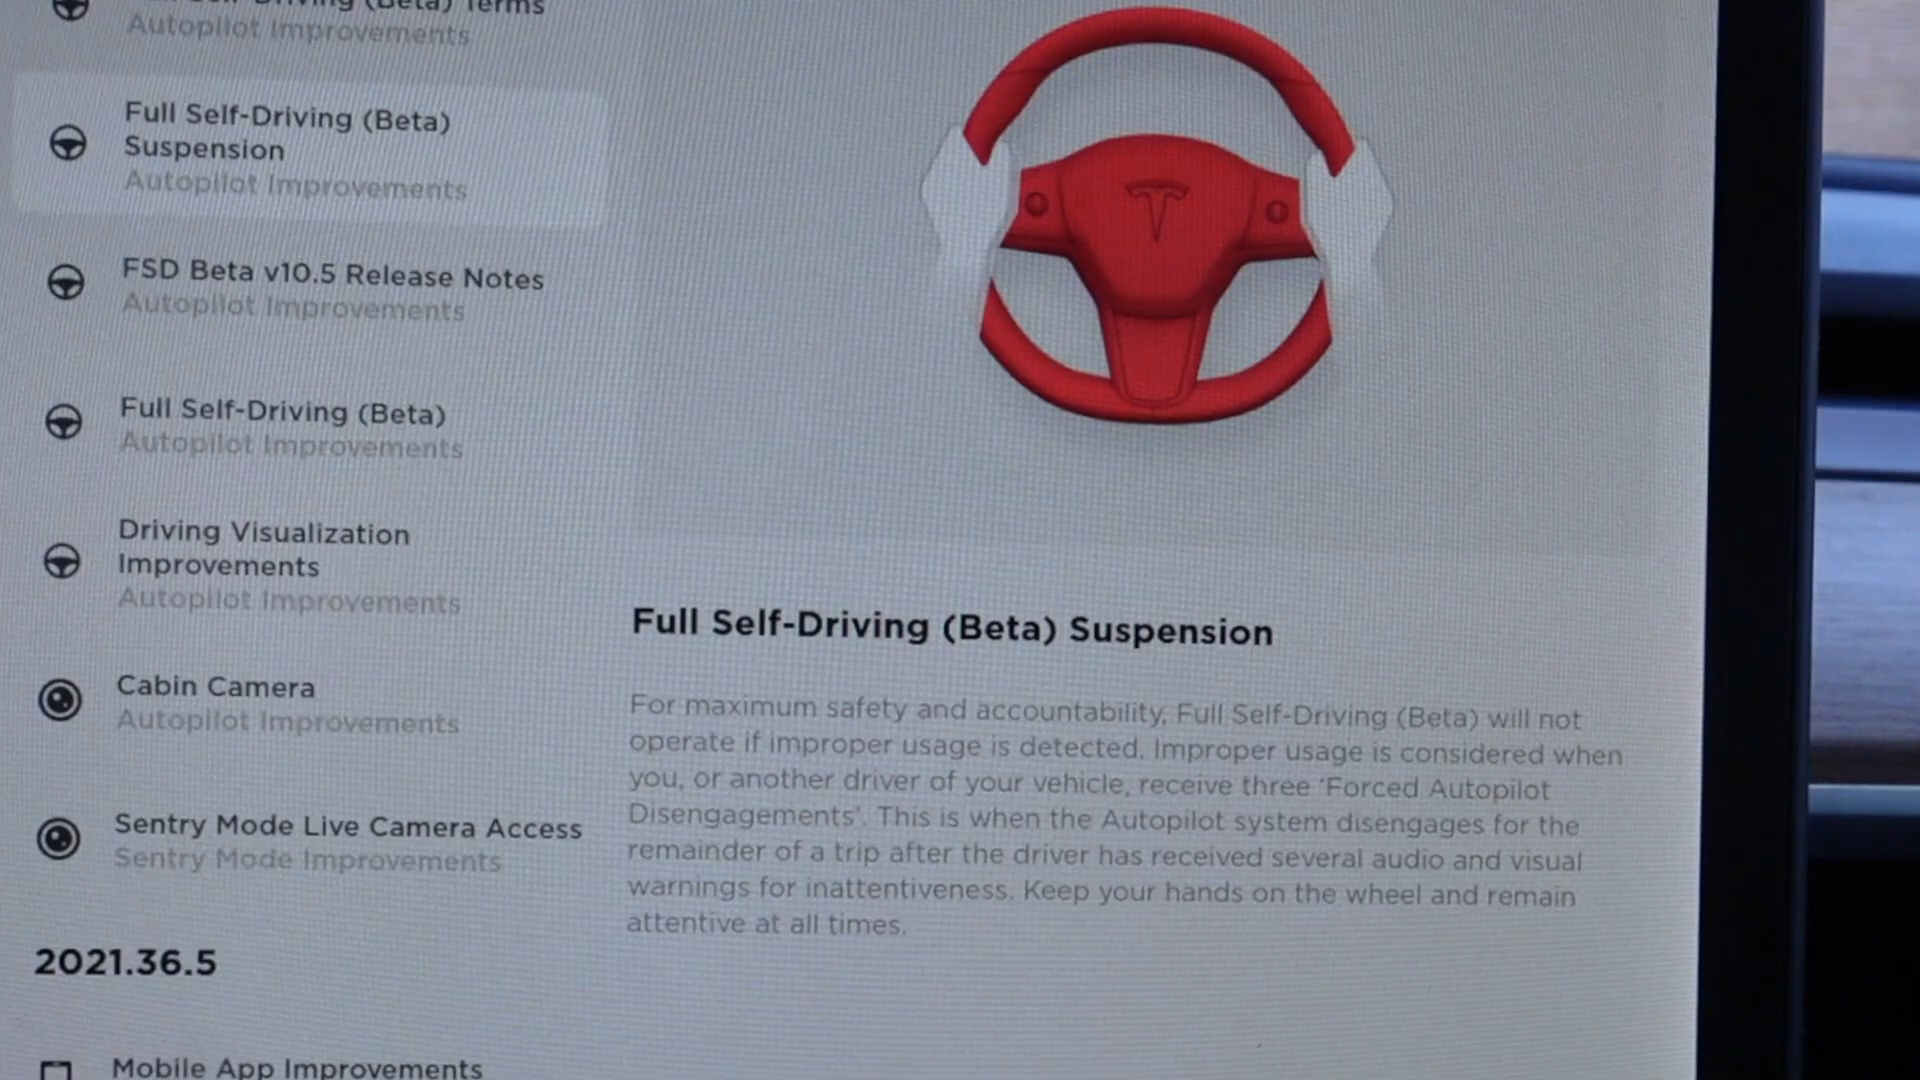 (Beta) Terms
Autopilot Improvements
Full Self-Driving (Beta)
Suspension
Autopilot Improvements
FSD Beta v10.5 Release Notes
Autopilot Improvements
Full Self-Driving (Beta)
Autopilot Improvements
Driving Visualization
Improvements
Autopilot Improvements
Cabin Camera
Autopilot Improvements
Sentry Mode Live Camera Access
Sentry Mode Improvements
2021.36.5
Mobile App Improvements
Full Self-Driving (Beta) Suspension
For maximum safety and accountability, Full Self-Driving (Beta) will not
operate if improper usage is detected. Improper usage is considered when
you, or another driver of your vehicle, receive three ‘Forced Autopilot
Disengagements’. This is when the Autopilot system disengages for the
remainder of a trip after the driver has received several audio and visual
warnings for inattentiveness. Keep your hands on the wheel and remain
attentive at all times.